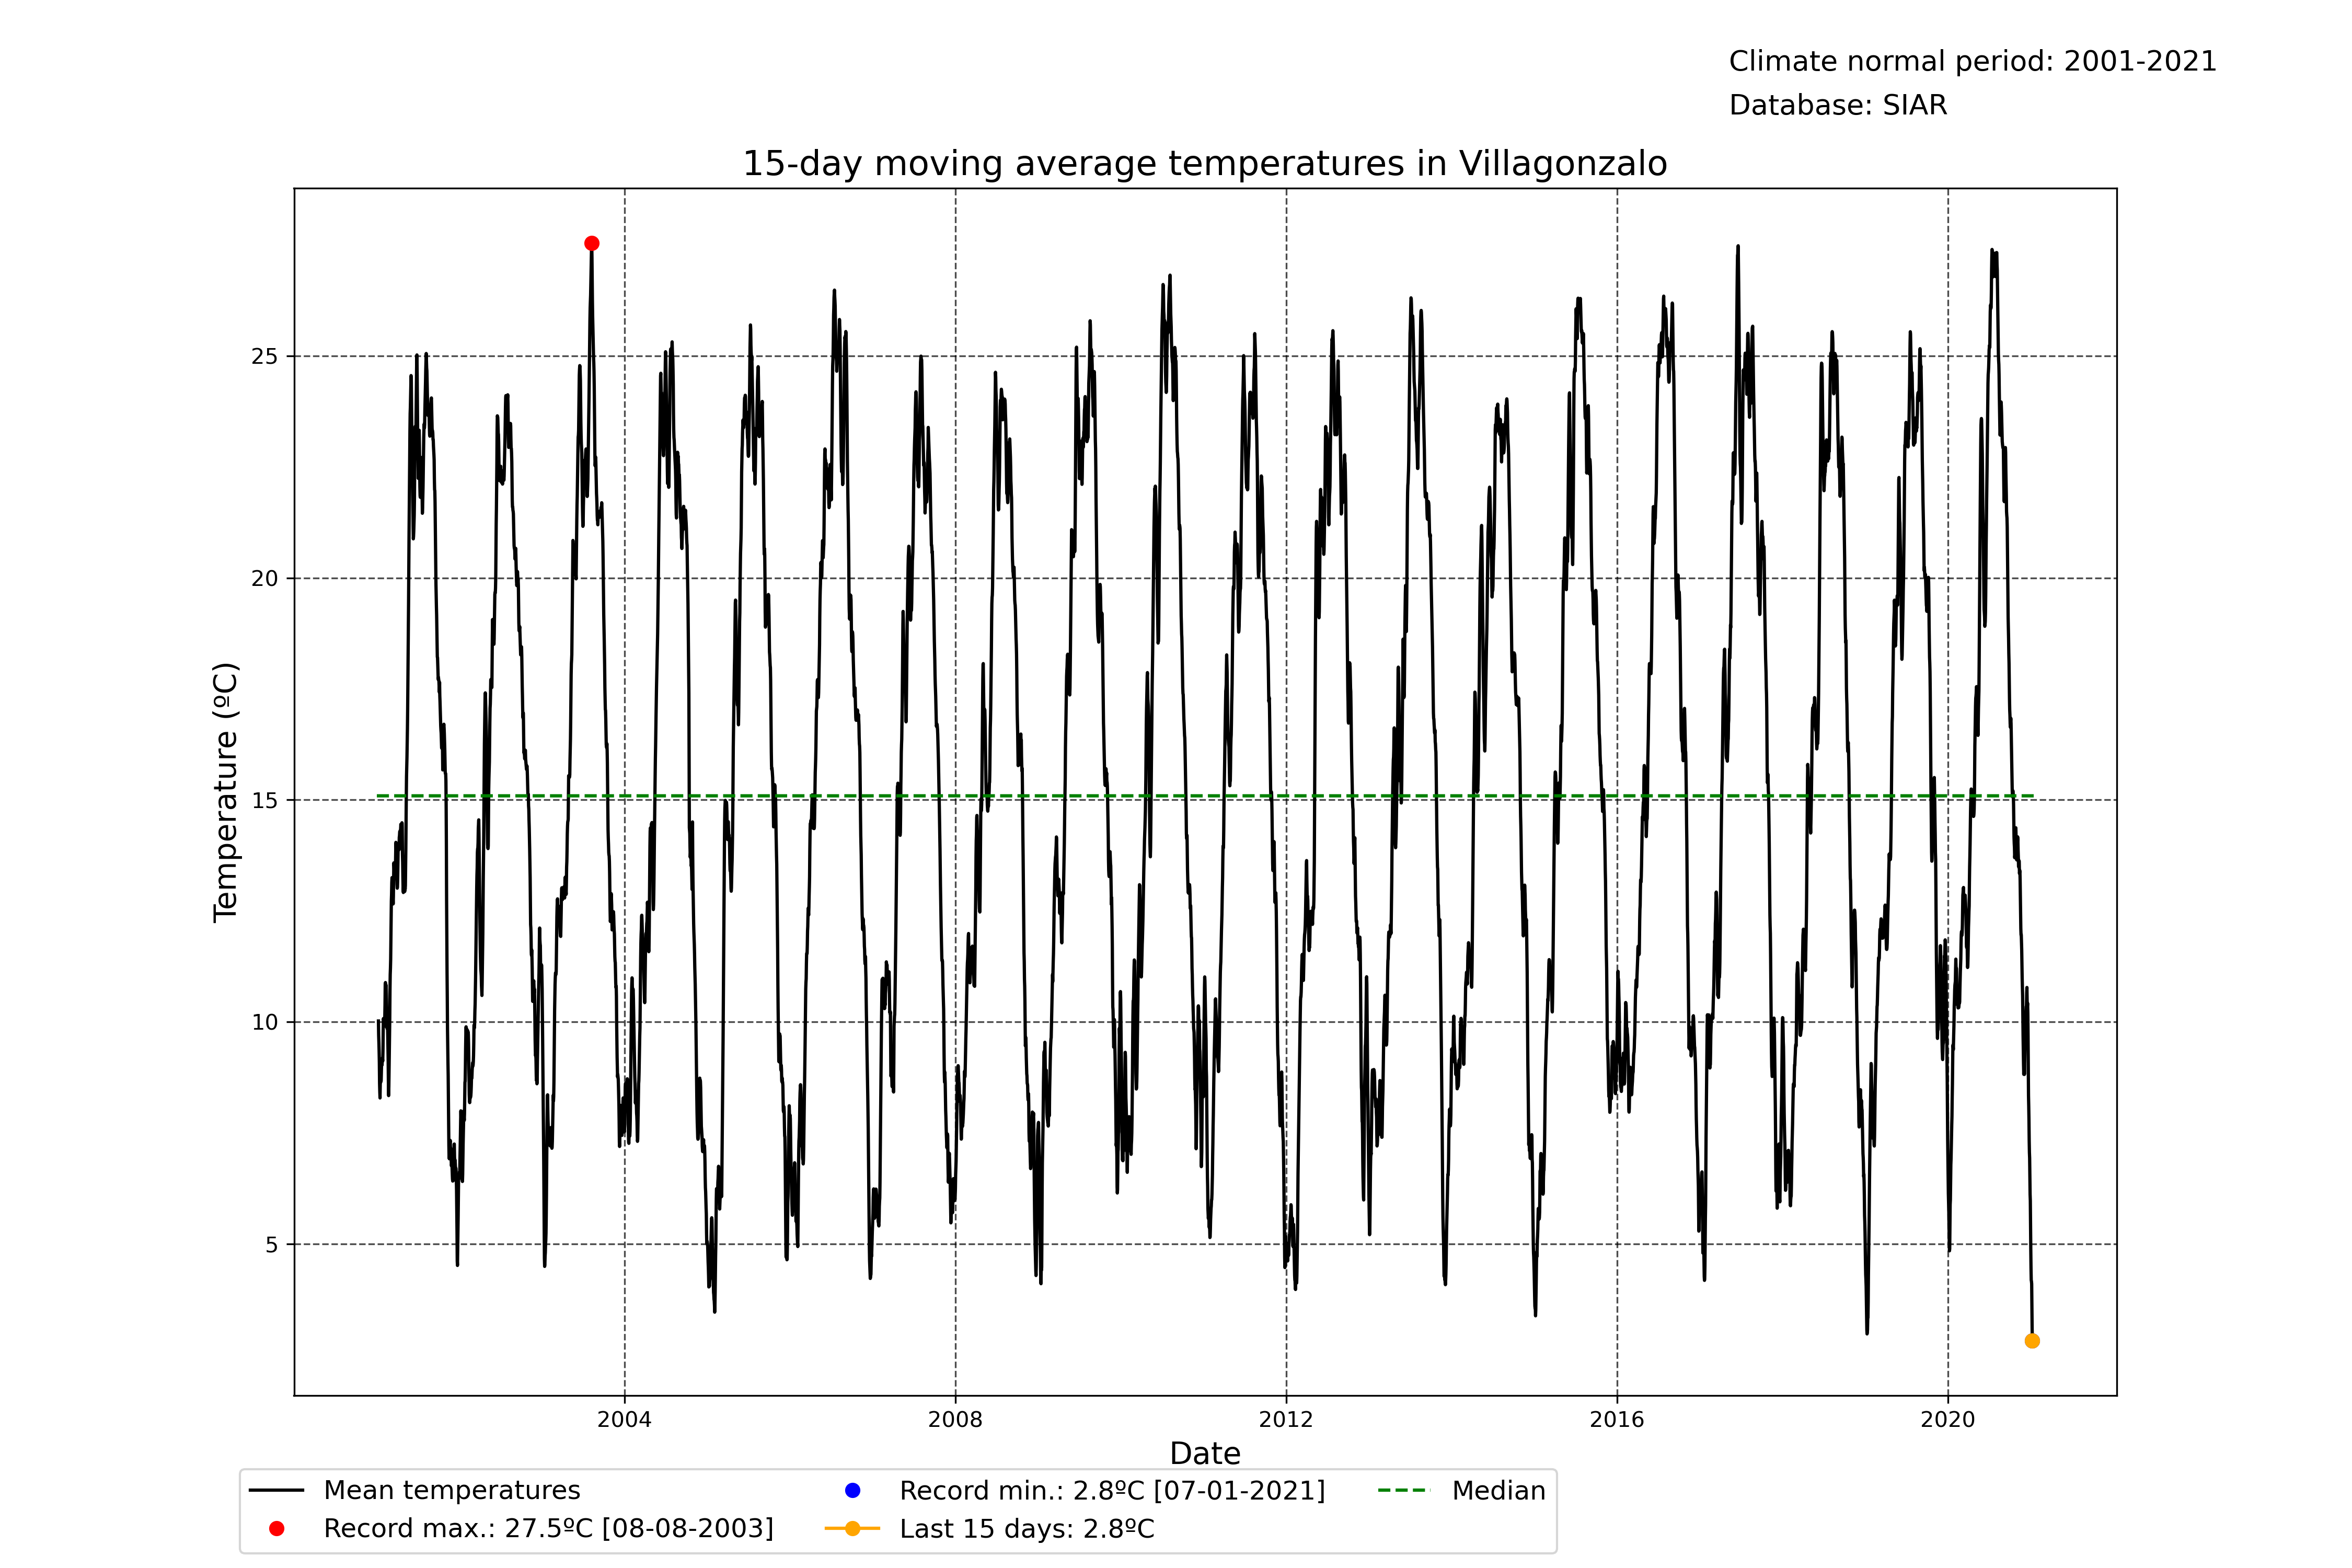 Climate normal period: 2001-2021
Database: SIAR
15-day moving average temperatures in Villagonzalo
25
20
15
10
5
Temperature (ºC)
2004
2008
2012
2016
2020
Date
Mean temperatures
Record max.: 27.5ºC [08-08-2003]
Record min.: 2.8ºC [07-01-2021]
Last 15 days: 2.8ºC
Median